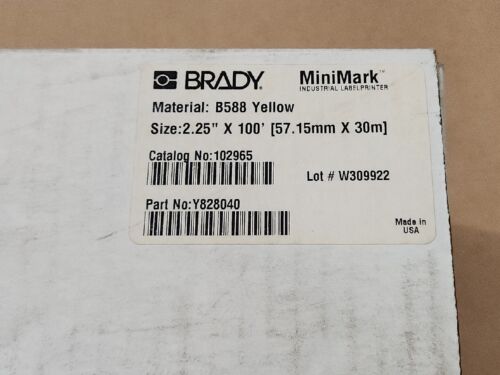 BRADY.
MiniMark™
INDUSTRIAL LABELPRINTER
Material: B588 Yellow
Size:2.25" X 100' [57.15mm X 30m]
Catalog No:102965
Lot # W309922
Part No:Y828040
Made in
USA